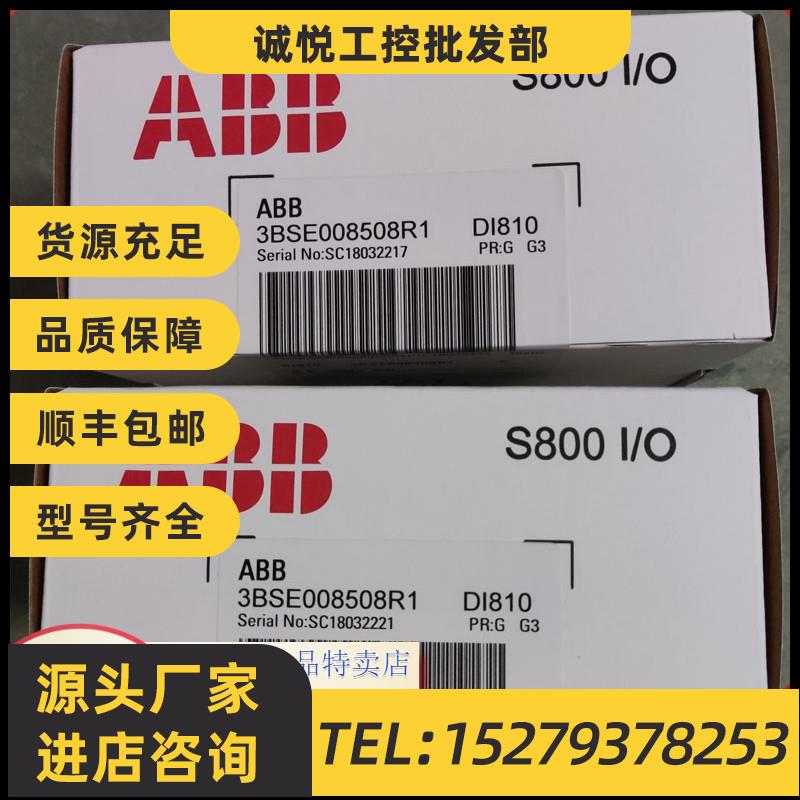 诚悦工控批发部
ABB
S800 I/O
ABB
3BSE008508R1 DI810
Serial No:SC18032217 PR:G G3
货源充足
品质保障
顺丰包邮
型号齐全
ABB
S800 I/O
ABB
3BSE008508R1 DI810
Serial No:SC18032221 PR:G G3
品特卖店
源头厂家
进店咨询
TEL:15279378253